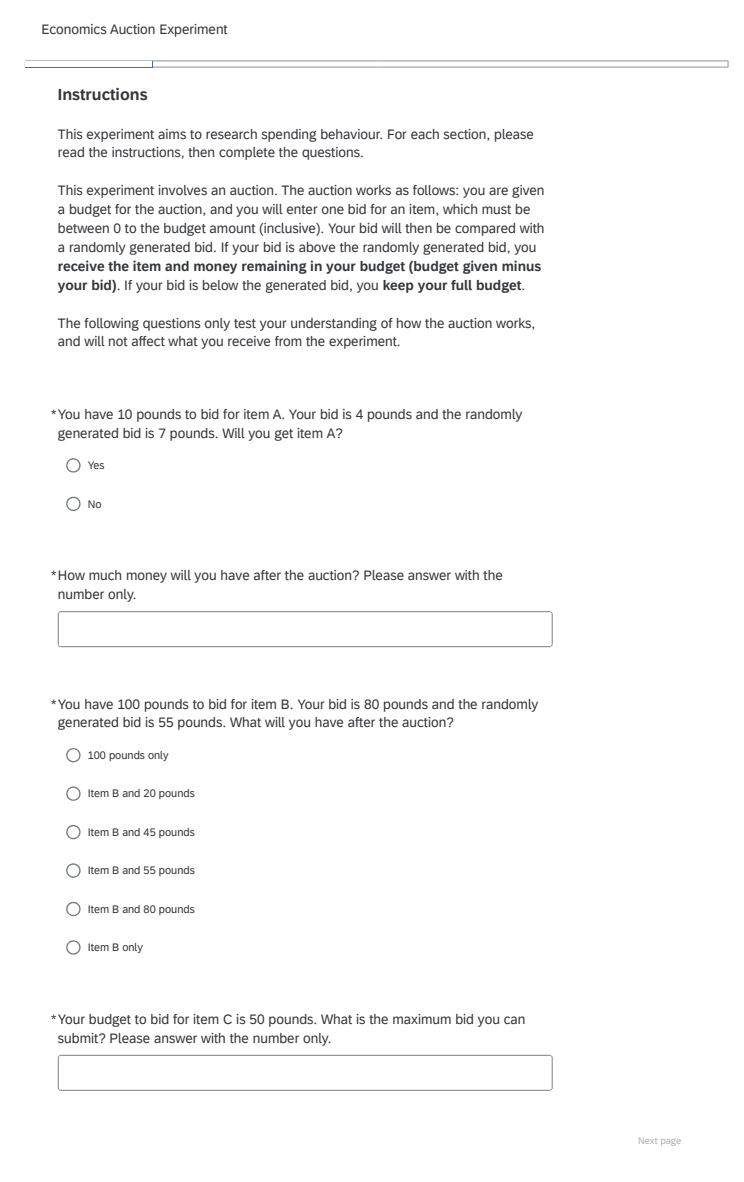 Economics Auction Experiment
Instructions
This experiment aims to research spending behaviour. For each section, please
read the instructions, then complete the questions.
This experiment involves an auction. The auction works as follows: you are given
a budget for the auction, and you will enter one bid for an item, which must be
between 0 to the budget amount (inclusive). Your bid will then be compared with
a randomly generated bid. If your bid is above the randomly generated bid, you
receive the item and money remaining in your budget (budget given minus
your bid). If your bid is below the generated bid, you keep your full budget.
The following questions only test your understanding of how the auction works,
and will not affect what you receive from the experiment.
*You have 10 pounds to bid for item A. Your bid is 4 pounds and the randomly
generated bid is 7 pounds. Will you get item A?
Yes
No
*How much money will you have after the auction? Please answer with the
number only.
*You have 100 pounds to bid for item B. Your bid is 80 pounds and the randomly
generated bid is 55 pounds. What will you have after the auction?
100 pounds only
Item B and 20 pounds
Item B and 45 pounds
Item B and 55 pounds
Item B and 80 pounds
Item B only
*Your budget to bid for item C is 50 pounds. What is the maximum bid you can
submit? Please answer with the number only.
Next page